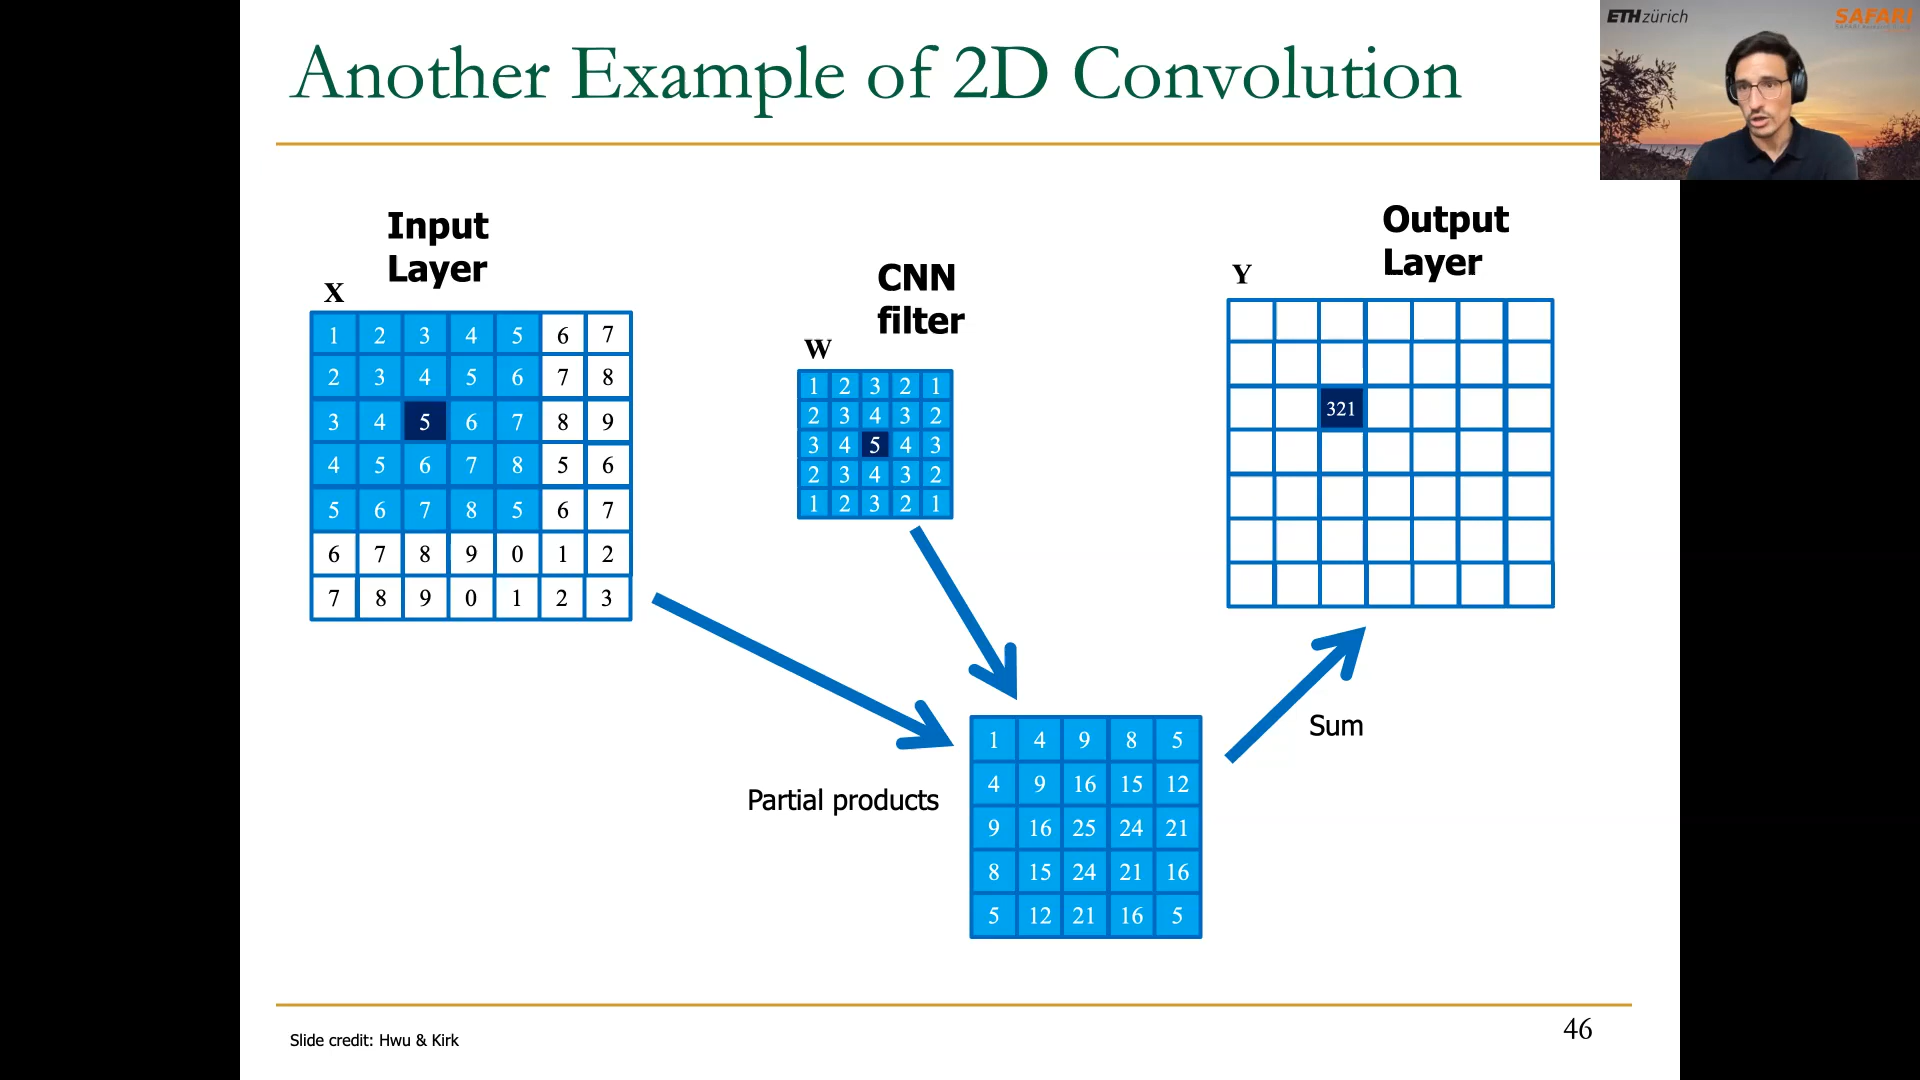 Another Example of 2D Convolution
ETH zürich
SAFARI
Input
Layer
X
1 2 3 4 5 6 7
2 3 4 5 6 7 8
3 4 5 6 7 8 9
4 5 6 7 8 5 6
5 6 7 8 5 6 7
6 7 8 9 0 1 2
7 8 9 0 1 2 3
CNN
filter
W
1 2 3 2 1
2 3 4 3 2
3 4 5 4 3
2 3 4 3 2
1 2 3 2 1
Output
Layer
Y
321
Partial products
1 4 9 8 5
4 9 16 15 12
9 16 25 24 21
8 15 24 21 16
5 12 21 16 5
Sum
Slide credit: Hwu & Kirk
46